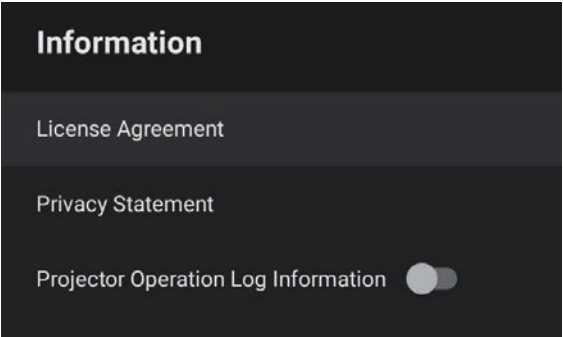 Information
License Agreement
Privacy Statement
Projector Operation Log Information